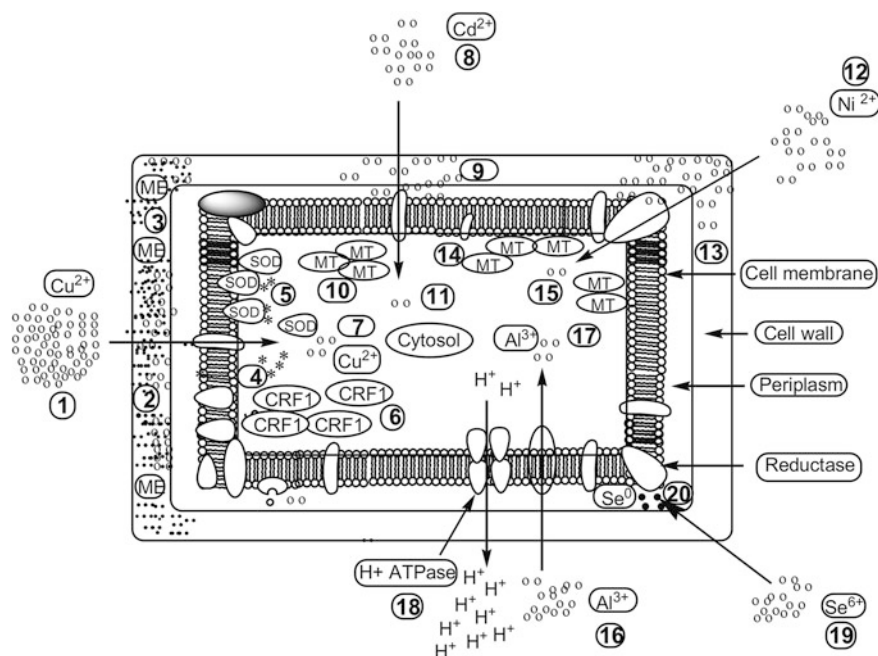 Cd2+
8
12
Ni 2+
9
ME
3
ME
SOD
SOD
SOD
SOD
5
MT
MT
MT
10
14
MT
MT
MT
13
11
15
MT
MT
Cell membrane
Cu2+
7
Cu2+
Cytosol
Al3+
17
Cell wall
1
2
4
H+
H+
CRF1
CRF1
CRF1
CRF1
6
Periplasm
ME
Reductase
Se0
20
H+ ATPase
18
H+
H+
H+
H+
H+
H+
H+
H+
Al3+
16
Se6+
19